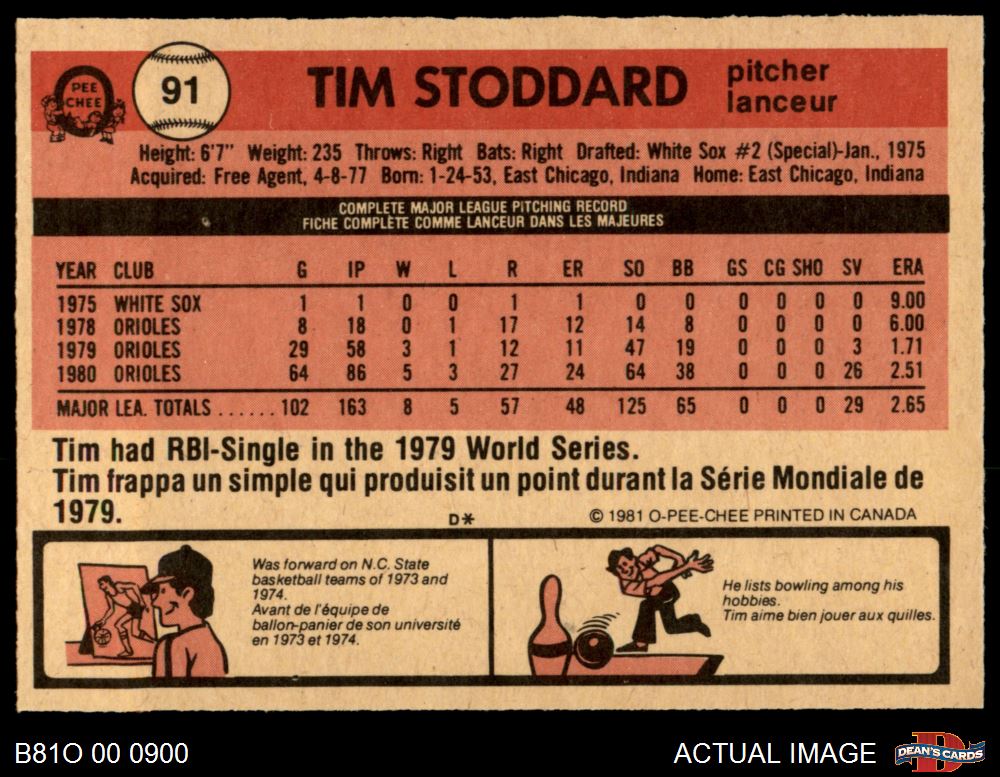 PEE
CHEE
91
TIM STODDARD
pitcher
lanceur
Height: 6'7" Weight: 235 Throws: Right Bats: Right Drafted: White Sox #2 (Special)-Jan., 1975
Acquired: Free Agent, 4-8-77 Born: 1-24-53, East Chicago, Indiana Home: East Chicago, Indiana
COMPLETE MAJOR LEAGUE PITCHING RECORD
FICHE COMPLÈTE COMME LANCEUR DANS LES MAJEURES
YEAR CLUB G IP W L R ER SO BB GS CG SHO SV ERA
1975 WHITE SOX 1 1 0 0 1 1 0 0 0 0 0 0 9.00
1978 ORIOLES 8 18 0 1 17 12 14 8 0 0 0 0 6.00
1979 ORIOLES 29 58 3 1 12 11 47 19 0 0 0 3 1.71
1980 ORIOLES 64 86 5 3 27 24 64 38 0 0 0 26 2.51
MAJOR LEA. TOTALS ...... 102 163 8 5 57 48 125 65 0 0 0 29 2.65
Tim had RBI-Single in the 1979 World Series.
Tim frappa un simple qui produisit un point durant la Série Mondiale de
1979.
D* © 1981 O-PEE-CHEE PRINTED IN CANADA
Was forward on N.C. State
basketball teams of 1973 and
1974.
Avant de l'équipe de
ballon-panier de son université
en 1973 et 1974.
He lists bowling among his
hobbies.
Tim aime bien jouer aux quilles.
B81O 00 0900
ACTUAL IMAGE
DEAN'S CARDS